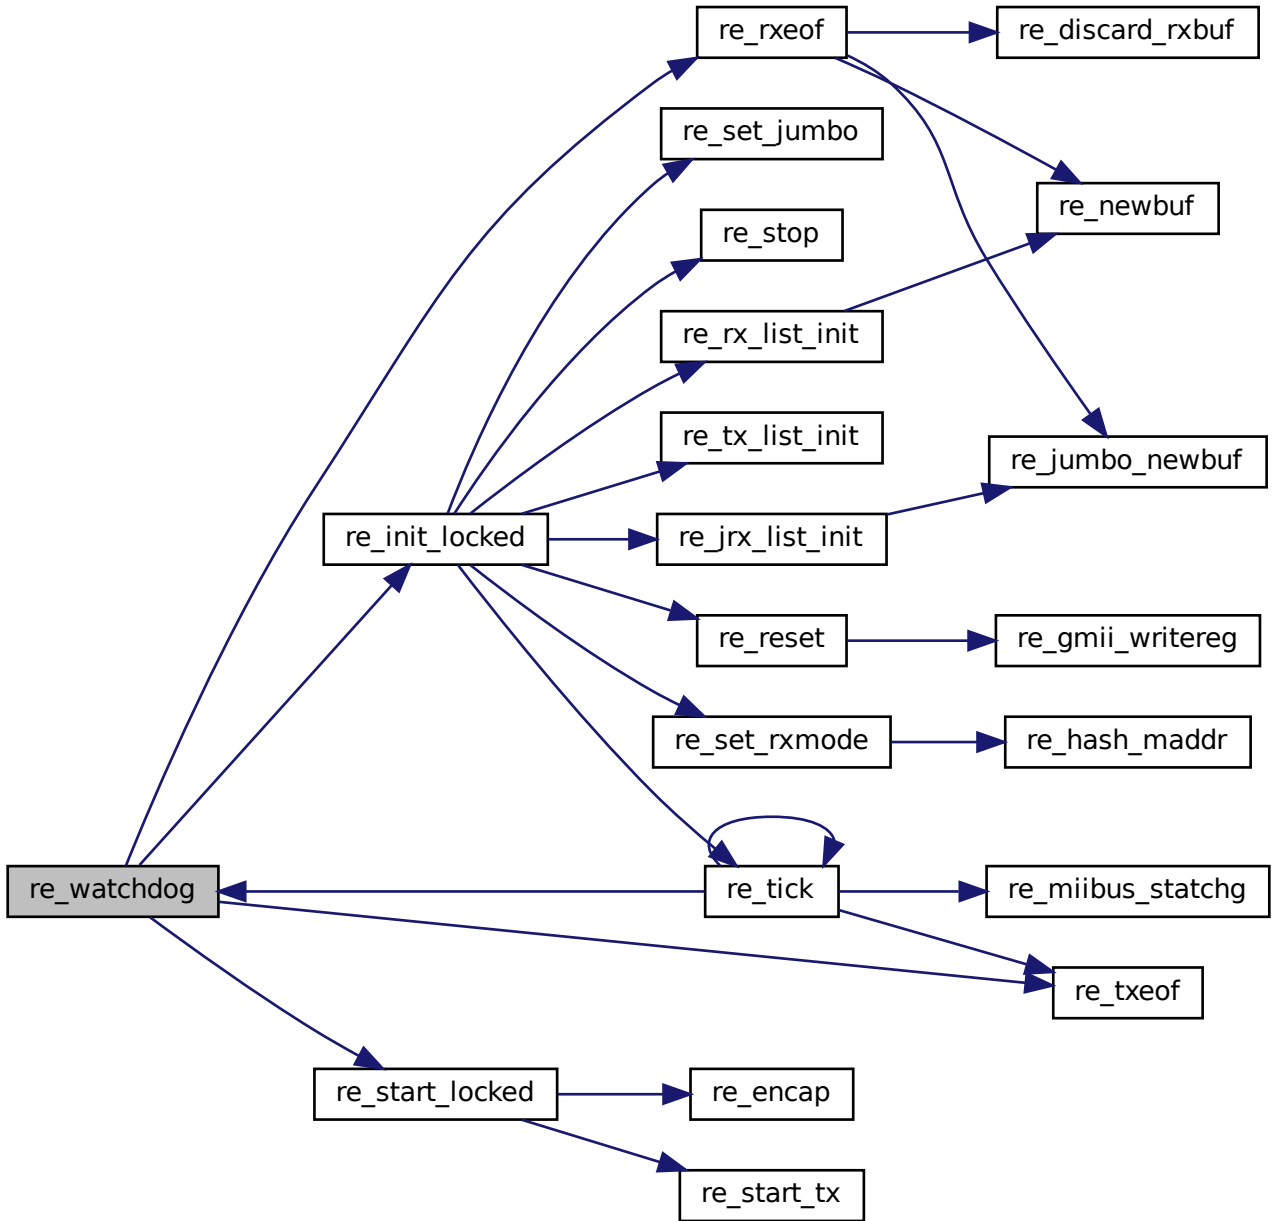 re_rxeof
re_discard_rxbuf
re_set_jumbo
re_newbuf
re_stop
re_rx_list_init
re_tx_list_init
re_jumbo_newbuf
re_init_locked
re_jrx_list_init
re_reset
re_gmii_writereg
re_set_rxmode
re_hash_maddr
re_watchdog
re_tick
re_miibus_statchg
re_txeof
re_start_locked
re_encap
re_start_tx